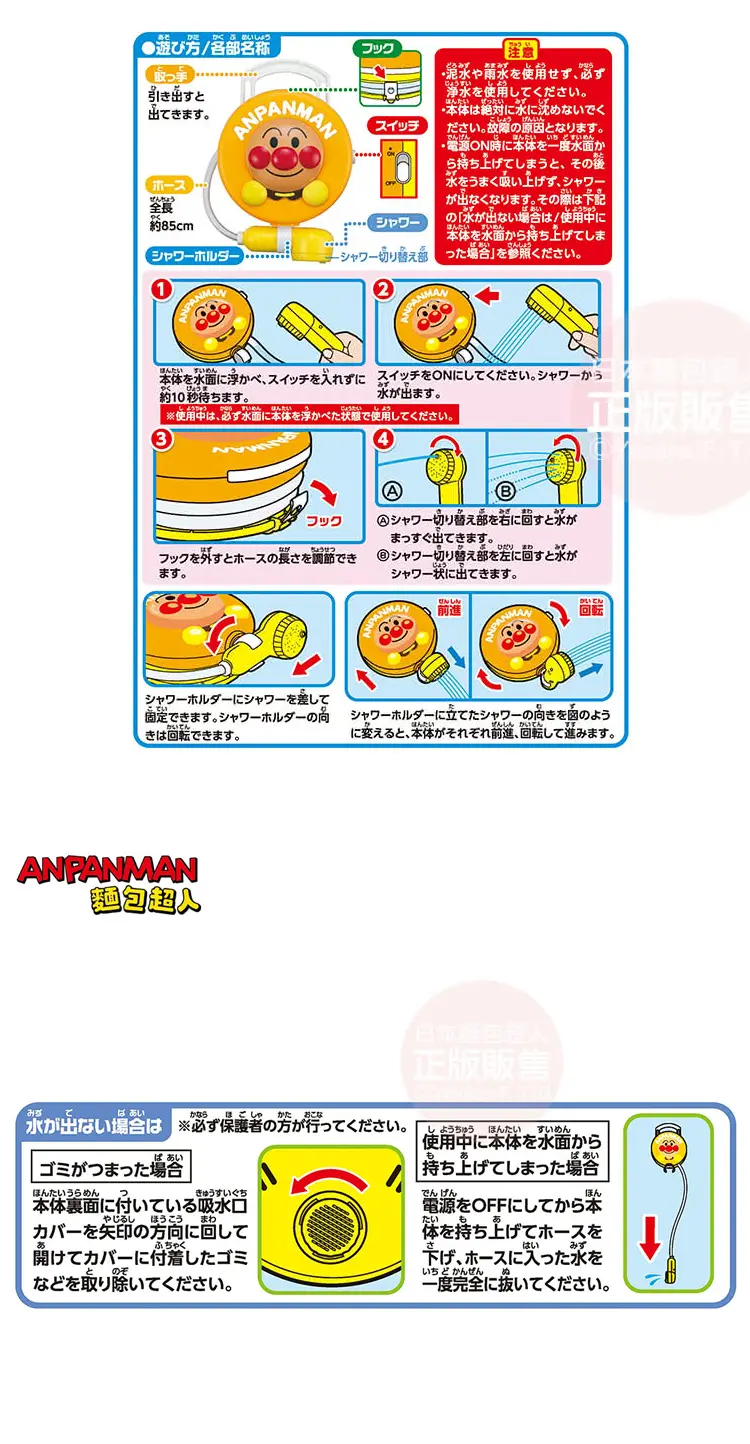 ●遊び方/各部名称
取っ手
引き出すと
出てきます。
ホース
全長
約85cm
シャワーホルダー
フック
スイッチ
ON
OFF
シャワー
シャワー切り替え部
ANPANMAN
注意
・泥水や雨水を使用せず、必ず
浄水を使用してください。
・本体は絶対に水に沈めないでく
ださい。故障の原因となります。
・電源ON時に本体を一度水面か
ら持ち上げてしまうと、その後
水をうまく吸い上げず、シャワー
が出なくなります。その際は下記
の「水が出ない場合は/使用中に
本体を水面から持ち上げてしま
った場合」を参照ください。
1
ANPANMAN
本体を水面に浮かべ、スイッチを入れずに
約10秒待ちます。
2
ANPANMAN
スイッチをONにしてください。シャワーから
水が出ます。
※使用中は、必ず水面に本体を浮かべた状態で使用してください。
3
ANPANMAN
フック
フックを外すとホースの長さを調節でき
ます。
4
Ⓐ
Ⓑ
Ⓐシャワー切り替え部を右に回すと水が
まっすぐ出てきます。
Ⓑシャワー切り替え部を左に回すと水が
シャワー状に出てきます。
シャワーホルダーにシャワーを差して
固定できます。シャワーホルダーの向
きは回転できます。
前進
ANPANMAN
回転
ANPANMAN
シャワーホルダーに立てたシャワーの向きを図のよう
に変えると、本体がそれぞれ前進、回転して進みます。
正版販售
ANPANMAN
麵包超人
日本麵包超人
正版販售
水が出ない場合は
※必ず保護者の方が行ってください。
ゴミがつまった場合
本体裏面に付いている吸水口
カバーを矢印の方向に回して
開けてカバーに付着したゴミ
などを取り除いてください。
使用中に本体を水面から
持ち上げてしまった場合
電源をOFFにしてから本
体を持ち上げてホースを
下げ、ホースに入った水を
一度完全に抜いてください。